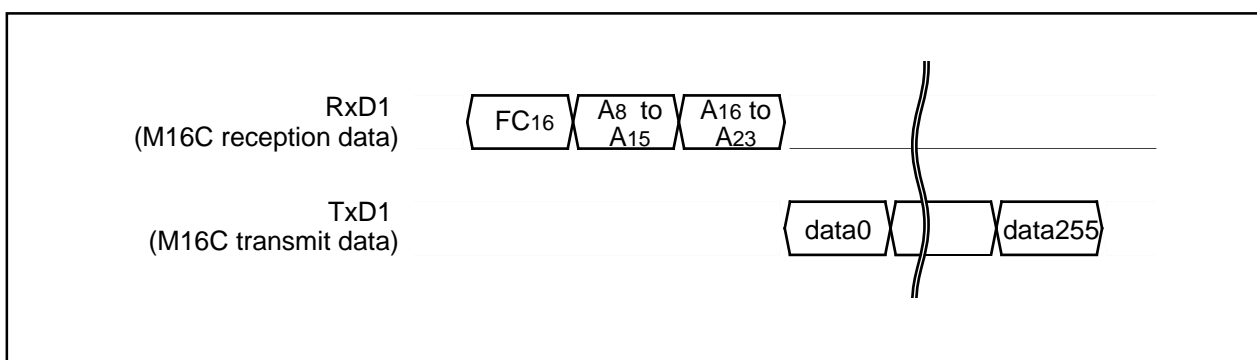 RxD1
(M16C reception data)
FC16
A8 to
A15
A16 to
A23
TxD1
(M16C transmit data)
data0
data255